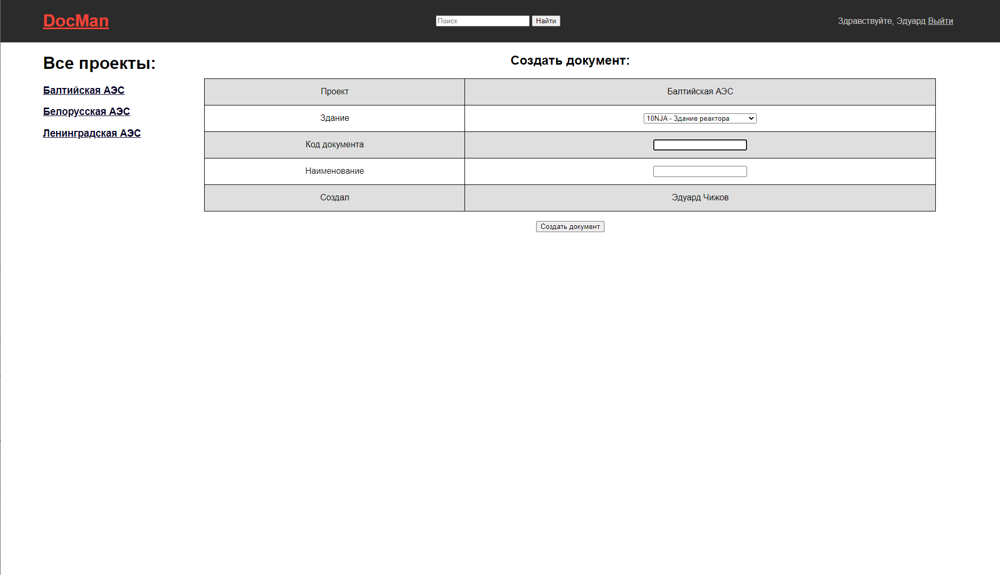 DocMan
Поиск Найти
Здравствуйте, Эдуард Выйти
Все проекты:
Балтийская АЭС
Белорусская АЭС
Ленинградская АЭС
Создать документ:
Проект Балтийская АЭС
Здание 10NJA - Здание реактора
Код документа
Наименование
Создал Эдуард Чижов
Создать документ